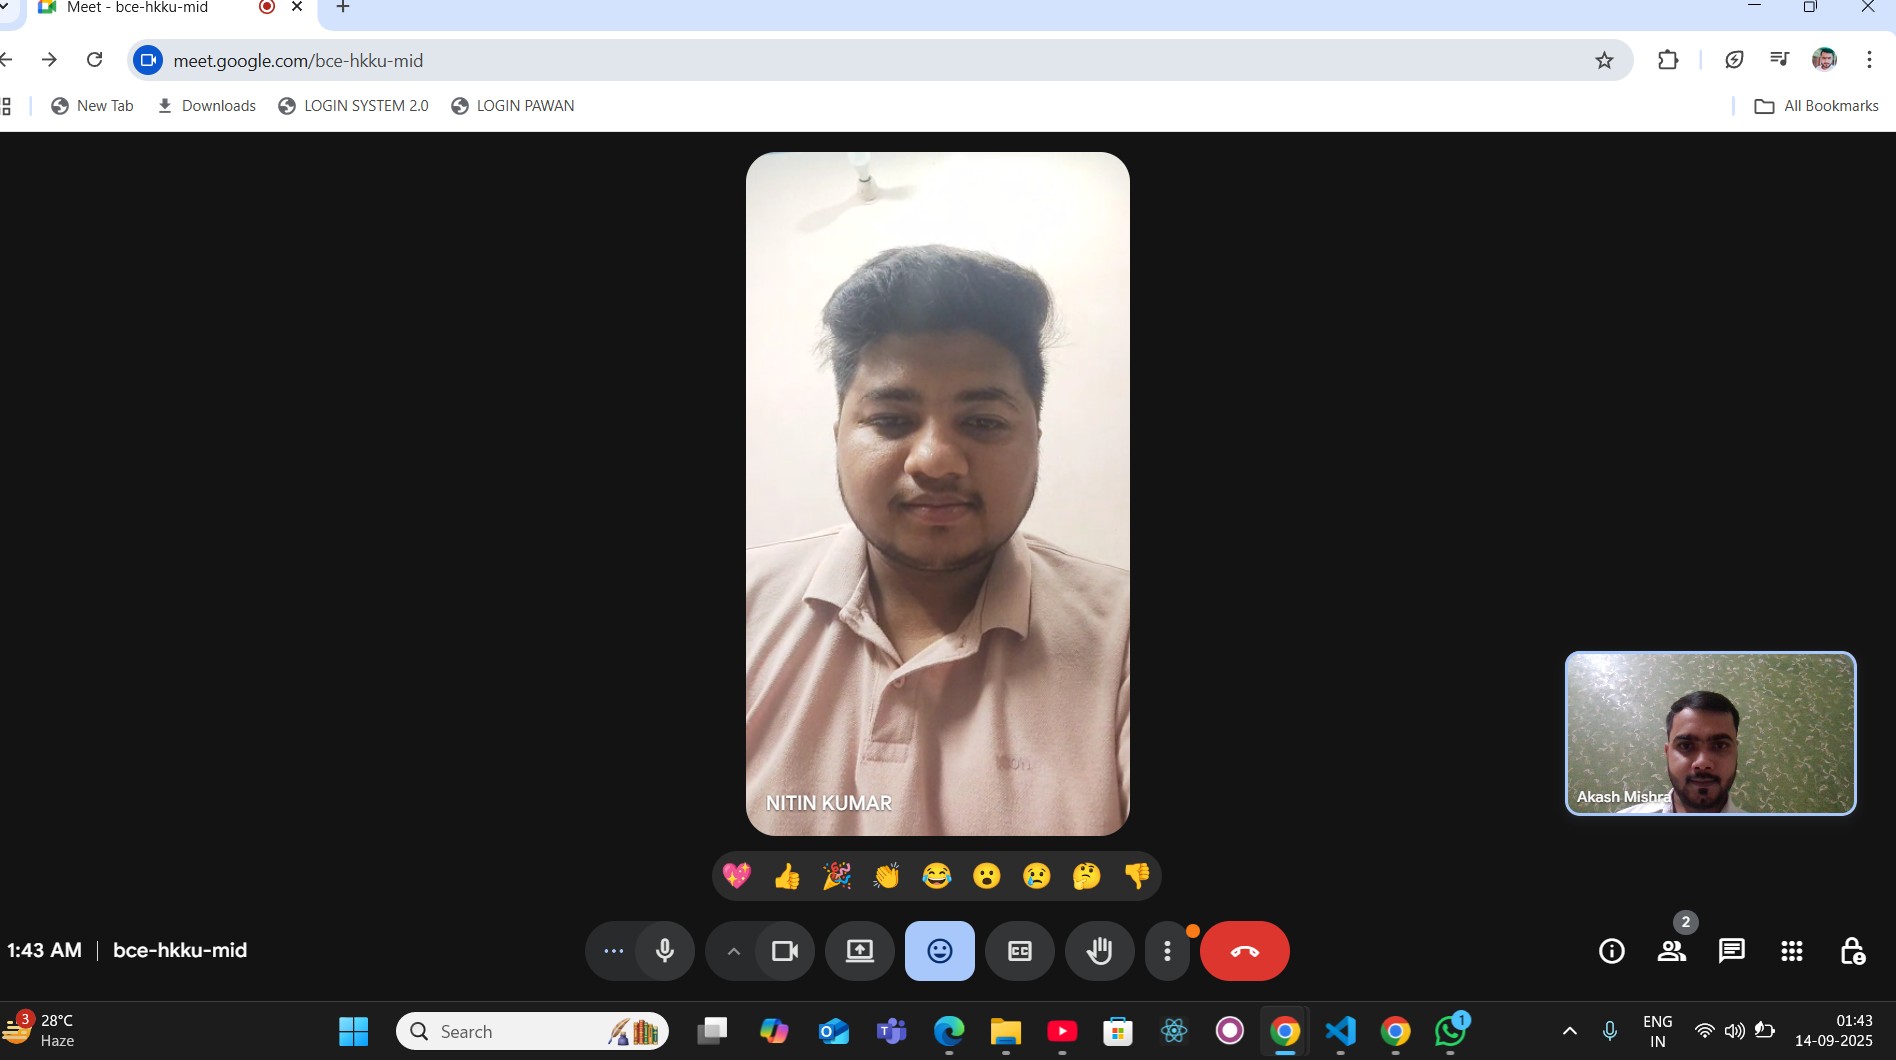 Meet - bce-hkku-mid
meet.google.com/bce-hkku-mid
New Tab
Downloads
LOGIN SYSTEM 2.0
LOGIN PAWAN
All Bookmarks
NITIN KUMAR
Akash Mishra
1:43 AM
bce-hkku-mid
CC
2
3
28°C
Haze
Search
1
ENG
IN
01:43
14-09-2025